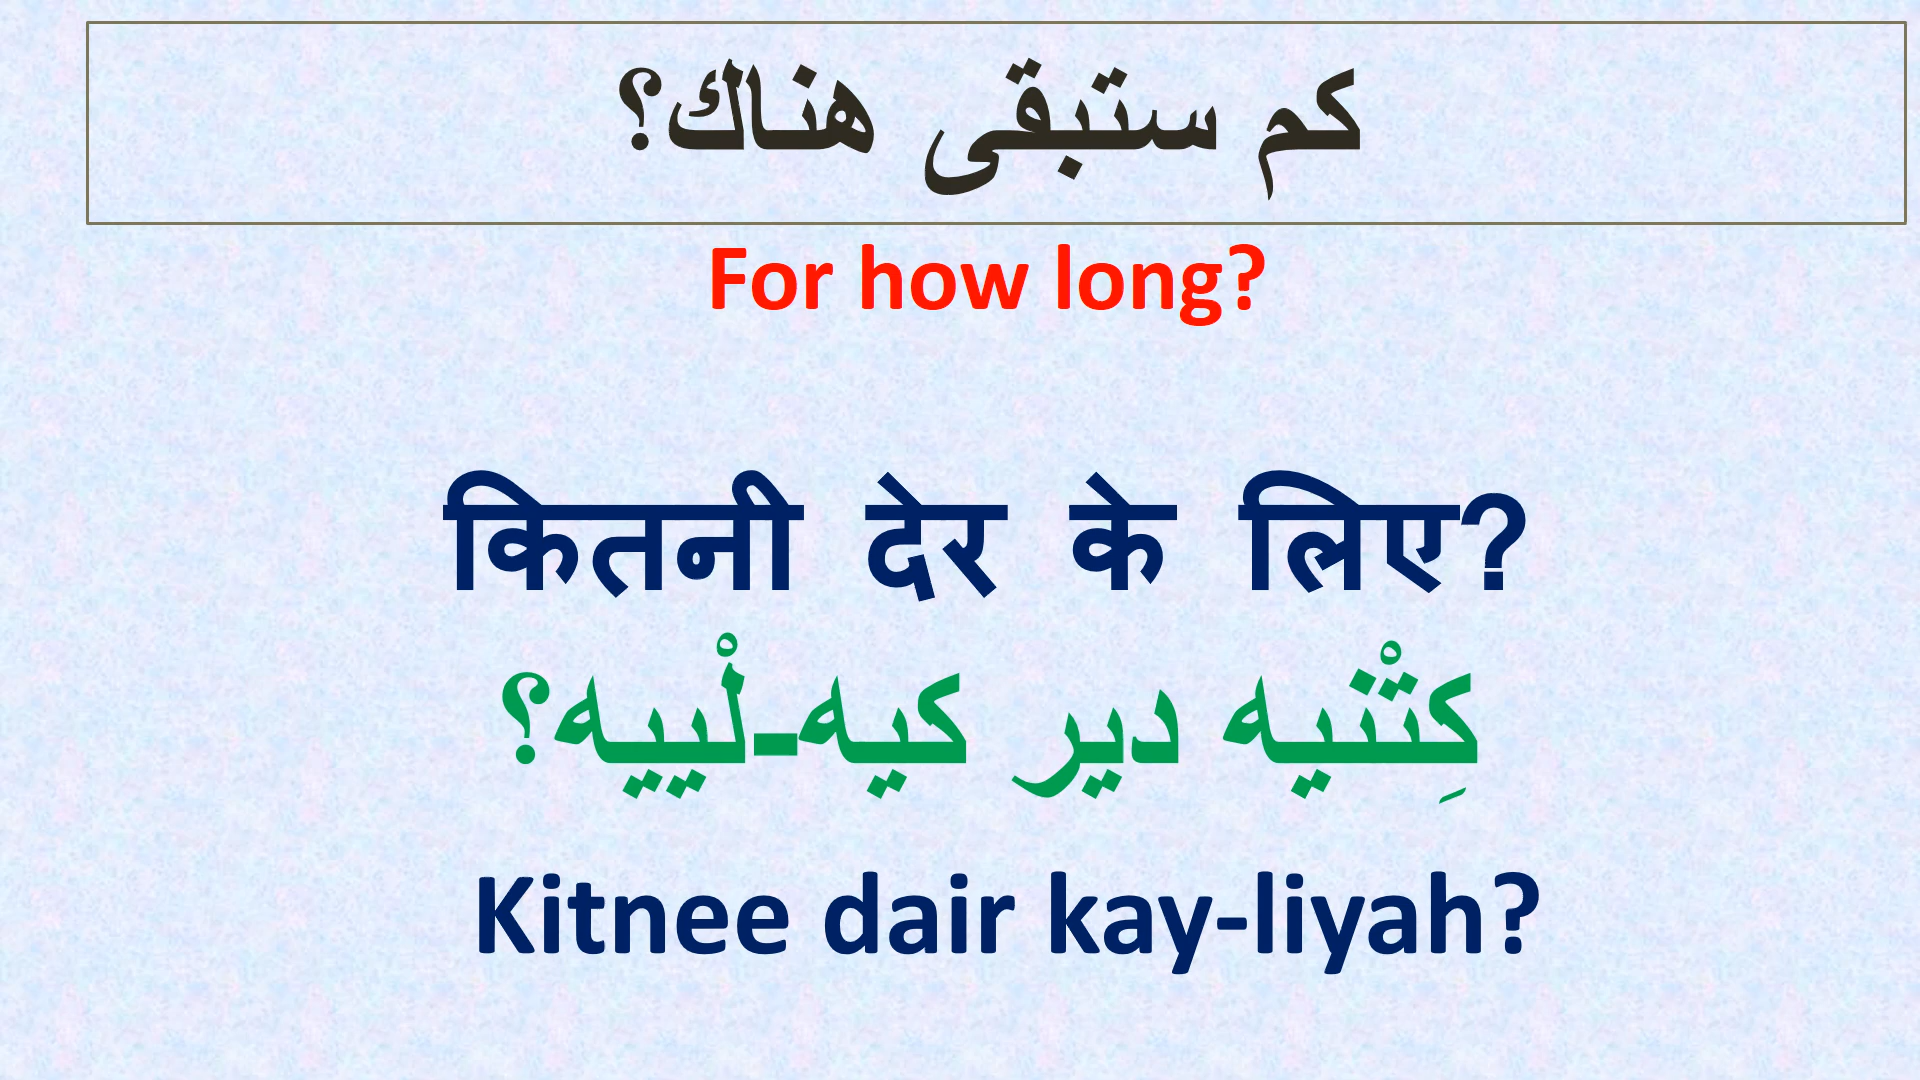 كم ستبقى هناك؟
For how long?
कितनी देर के लिए?
كِتْنيه دير كيه-لْييه؟
Kitnee dair kay-liyah?